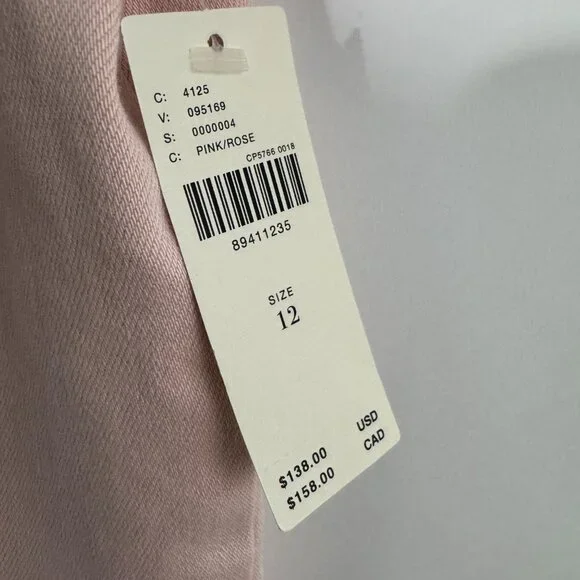 C: 4125
V: 095169
S: 0000004
C: PINK/ROSE
CP5766 0018
89411235
SIZE
12
$138.00 USD
$158.00 CAD